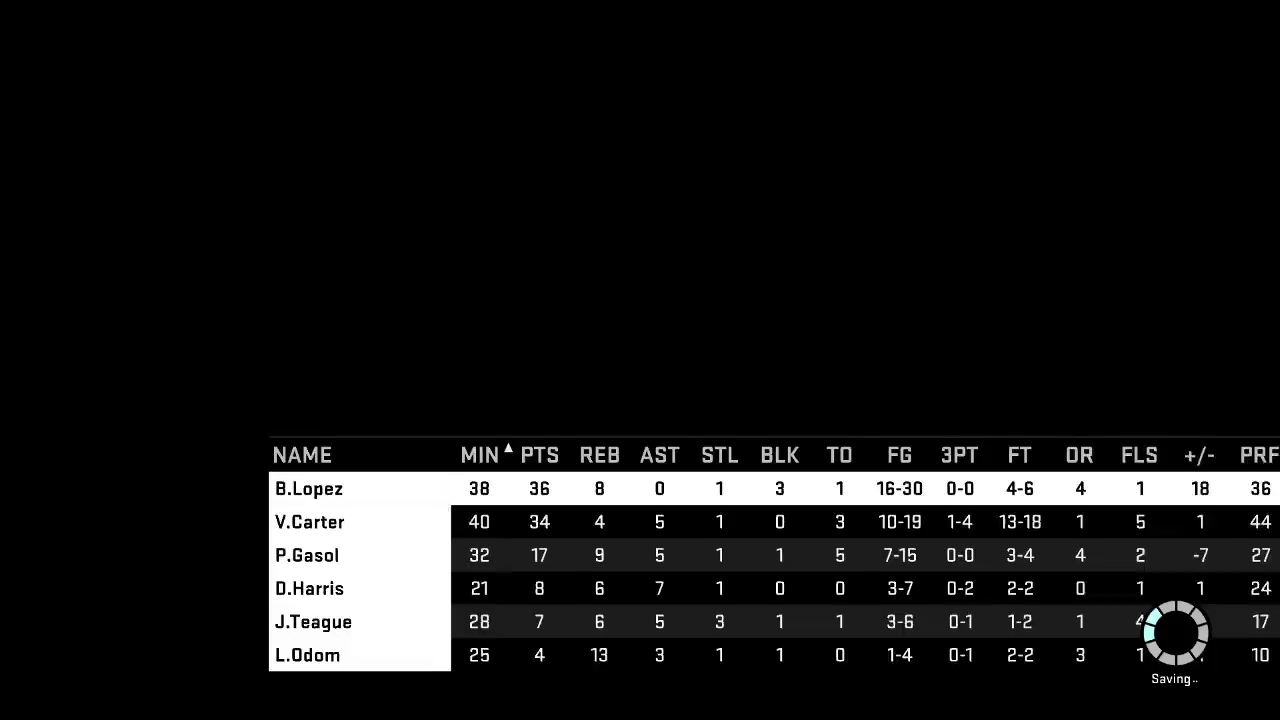 NAME MIN ▲ PTS REB AST STL BLK TO FG 3PT FT OR FLS +/- PRF
B.Lopez 38 36 8 0 1 3 1 16-30 0-0 4-6 4 1 18 36
V.Carter 40 34 4 5 1 0 3 10-19 1-4 13-18 1 5 1 44
P.Gasol 32 17 9 5 1 1 5 7-15 0-0 3-4 4 2 -7 27
D.Harris 21 8 6 7 1 0 0 3-7 0-2 2-2 0 1 1 24
J.Teague 28 7 6 5 3 1 1 3-6 0-1 1-2 1 4 17
L.Odom 25 4 13 3 1 1 0 1-4 0-1 2-2 3 1 10
Saving..